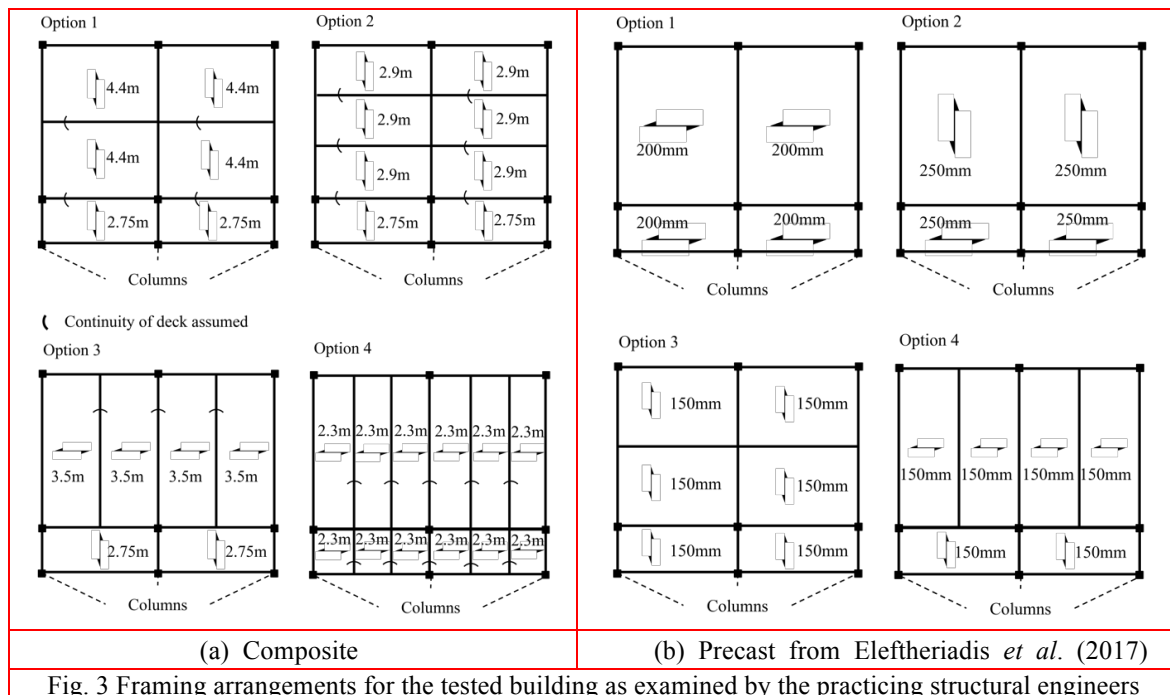 Option 1
4.4m 4.4m
4.4m 4.4m
2.75m 2.75m
Columns
Option 2
2.9m 2.9m
2.9m 2.9m
2.9m 2.9m
2.75m 2.75m
Columns
Continuity of deck assumed
Option 3
3.5m 3.5m 3.5m 3.5m
2.75m 2.75m
Columns
Option 4
2.3m 2.3m 2.3m 2.3m 2.3m 2.3m
2.3m 2.3m 2.3m 2.3m 2.3m 2.3m
Columns
(a) Composite
Option 1
200mm 200mm
200mm 200mm
Columns
Option 2
250mm 250mm
250mm 250mm
Columns
Option 3
150mm 150mm
150mm 150mm
150mm 150mm
Columns
Option 4
150mm 150mm 150mm 150mm
150mm 150mm
Columns
(b) Precast from Eleftheriadis et al. (2017)
Fig. 3 Framing arrangements for the tested building as examined by the practicing structural engineers